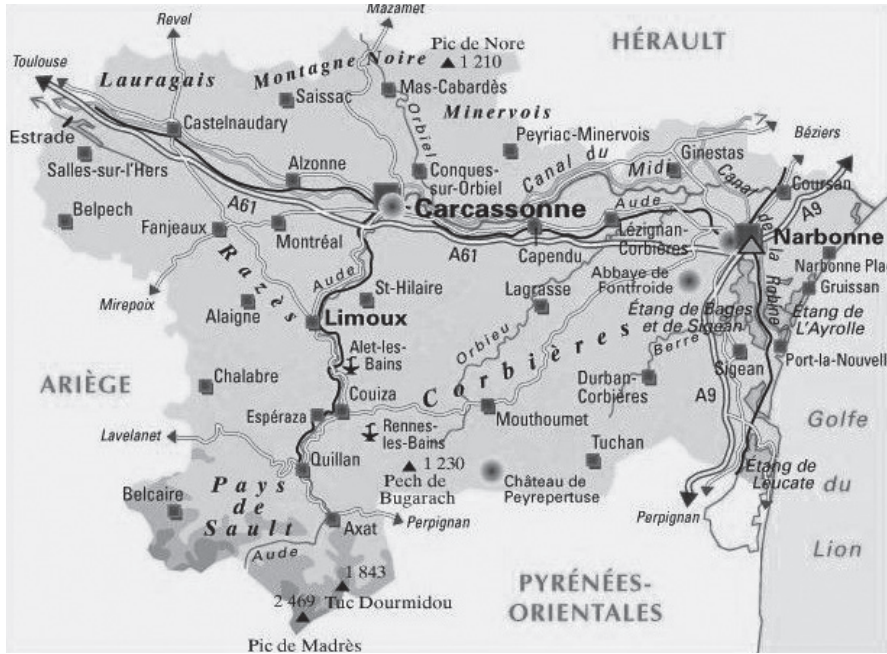 Mazamet
Revel
Pic de Nore
1 210
HÉRAULT
Toulouse
Lauragais
Montagne Noire
Saissac
Mas-Cabardès
Minervois
Orbiel
Castelnaudary
Estrade
Salles-sur-l'Hers
Peyriac-Minervois
Béziers
Alzonne
Conques-
sur-Orbiel
Canal du
Midi
Ginestas
Canal
de la
Robine
Coursan
A61
Carcassonne
Aude
A9
Belpech
Fanjeaux
Montréal
Razès
A61
Capendu
Lézignan-
Corbières
Narbonne
Narbonne Pla
Aude
Abbaye de
Fontfroide
Gruissan
Mirepoix
Alaigne
St-Hilaire
Lagrasse
Étang de Bages
et de Sigean
Étang de
L'Ayrolle
Limoux
Orbieu
Corbières
Berre
Port-la-Nouvell
Alet-les-
Bains
Sigean
ARIÈGE
Chalabre
Durban-
Corbières
A9
Couiza
Espéraza
Mouthoumet
Golfe
du
Lion
Lavelanet
Rennes-
les-Bains
Tuchan
Quillan
1 230
Pech de
Bugarach
Château de
Peyrepertuse
Étang de
Leucate
Belcaire
Pays
de
Sault
Perpignan
Perpignan
Axat
Aude
1 843
Tuc Dourmidou
2 469
Pic de Madrès
PYRÉNÉES-
ORIENTALES